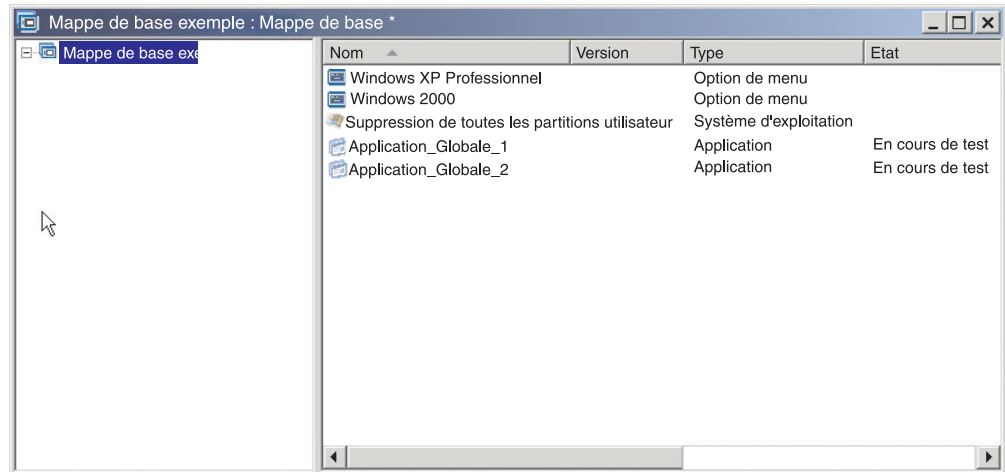 Mappe de base exemple : Mappe de base *
Mappe de base exe
Nom Version Type Etat
Windows XP Professionnel Option de menu
Windows 2000 Option de menu
Suppression de toutes les partitions utilisateur Système d'exploitation
Application_Globale_1 Application En cours de test
Application_Globale_2 Application En cours de test